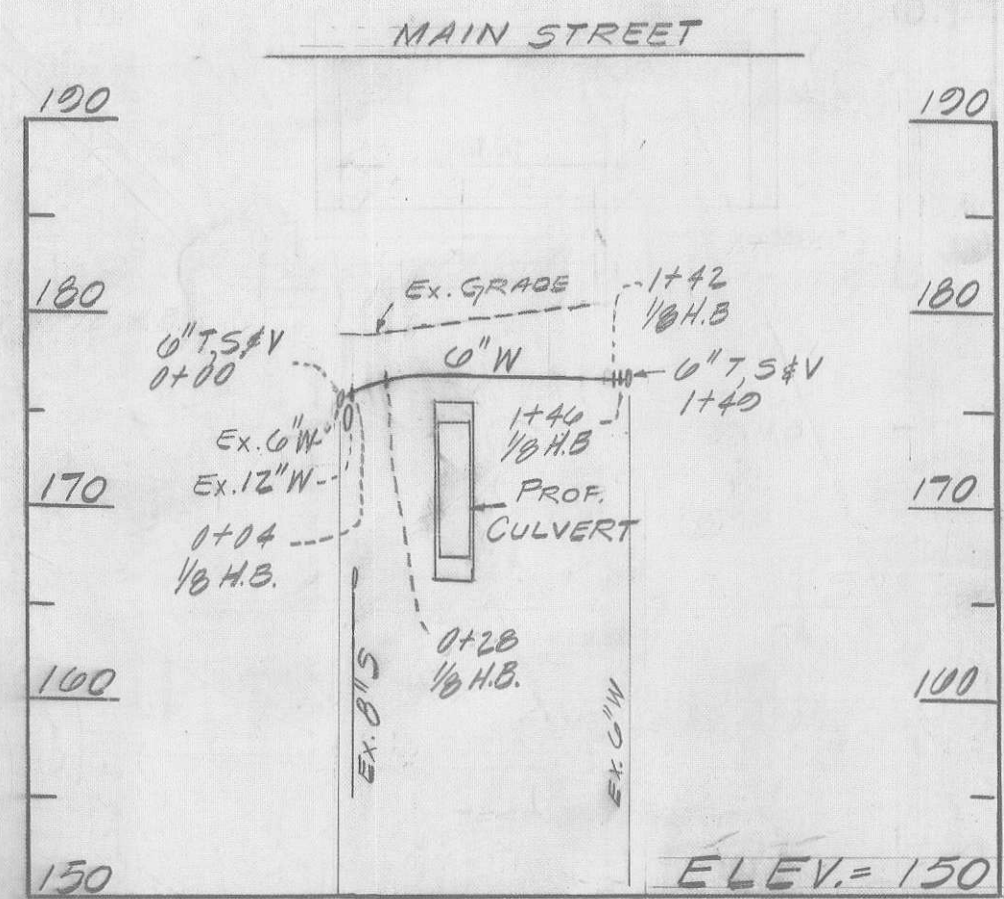 MAIN STREET
190
190
180
180
Ex. GRADE
1+42
1/8 H.B
6" T, S, & V
0+00
6" W
6" T, S & V
1+49
Ex. 6" W
1+46
1/8 H.B
Ex. 12" W
170
170
PROF.
CULVERT
0+04
1/8 H.B.
0+28
1/8 H.B.
Ex. 8" S
Ex. 6" W
160
160
150
ELEV. = 150